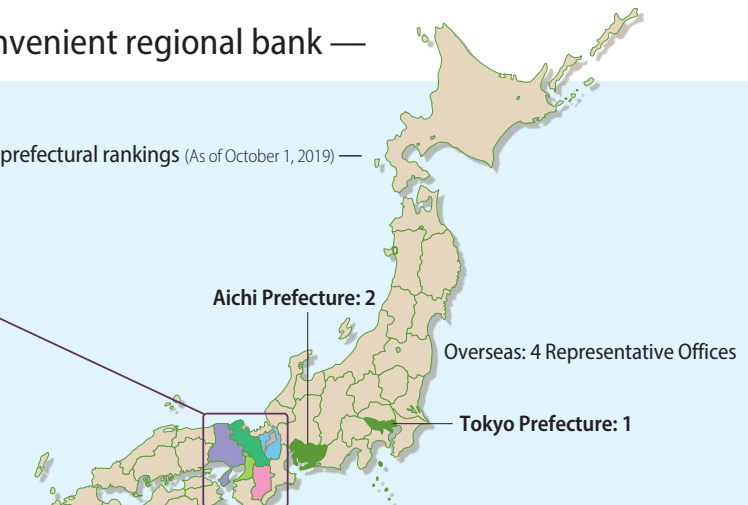 regional bank —
prefectural rankings (As of October 1, 2019) —
Aichi Prefecture: 2
Overseas: 4 Representative Offices
Tokyo Prefecture: 1